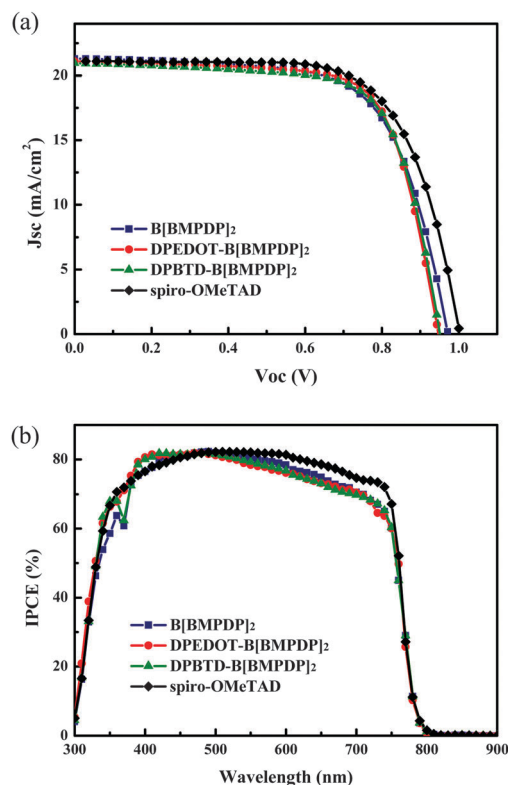 (a)
Jsc (mA/cm²)
20
15
10
5
0
B[BMPDP]₂
DPEDOT-B[BMPDP]₂
DPBTD-B[BMPDP]₂
spiro-OMeTAD
0.0 0.2 0.4 0.6 0.8 1.0
Voc (V)
(b)
IPCE (%)
80
60
40
20
0
B[BMPDP]₂
DPEDOT-B[BMPDP]₂
DPBTD-B[BMPDP]₂
spiro-OMeTAD
300 400 500 600 700 800 900
Wavelength (nm)